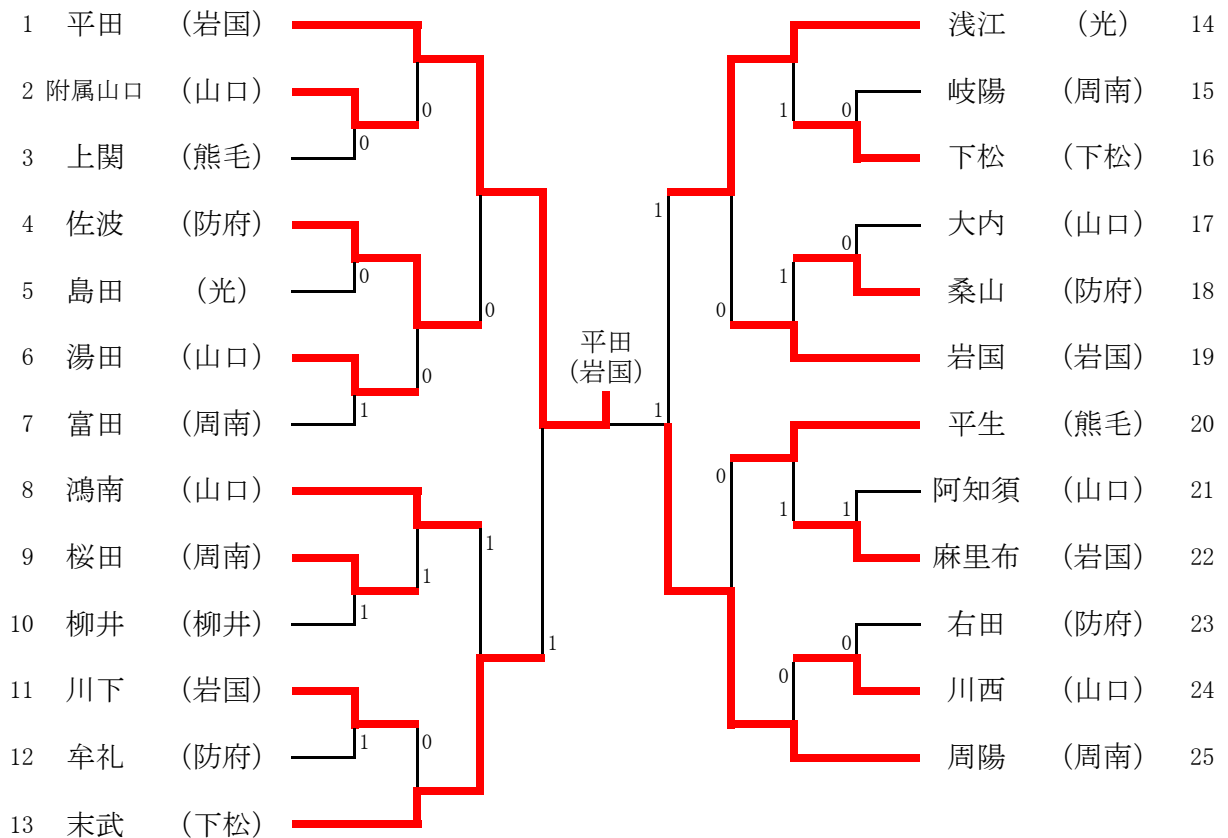 1 平田 (岩国)
2 附属山口 (山口)
0
3 上関 (熊毛)
0
4 佐波 (防府)
5 島田 (光)
0
0
6 湯田 (山口)
0
7 富田 (周南)
1
8 鴻南 (山口)
1
9 桜田 (周南)
1
10 柳井 (柳井)
1
1
11 川下 (岩国)
12 牟礼 (防府)
1
0
13 末武 (下松)
平田
(岩国)
1
浅江 (光) 14
岐陽 (周南) 15
1
0
下松 (下松) 16
1
大内 (山口) 17
0
桑山 (防府) 18
1
0
岩国 (岩国) 19
平生 (熊毛) 20
0
阿知須 (山口) 21
1
1
麻里布 (岩国) 22
右田 (防府) 23
0
川西 (山口) 24
0
周陽 (周南) 25